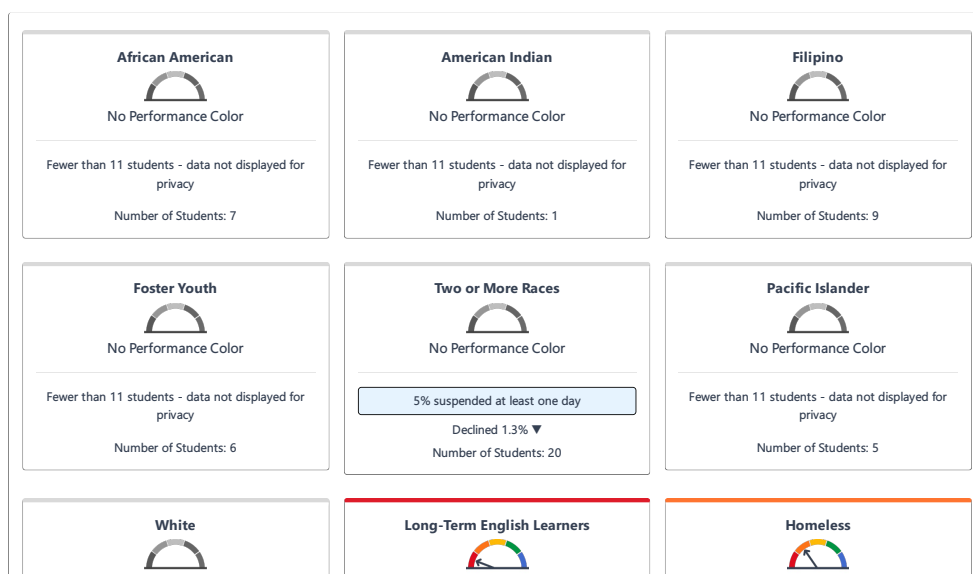 African American
No Performance Color
Fewer than 11 students - data not displayed for
privacy
Number of Students: 7
American Indian
No Performance Color
Fewer than 11 students - data not displayed for
privacy
Number of Students: 1
Filipino
No Performance Color
Fewer than 11 students - data not displayed for
privacy
Number of Students: 9
Foster Youth
No Performance Color
Fewer than 11 students - data not displayed for
privacy
Number of Students: 6
Two or More Races
No Performance Color
5% suspended at least one day
Declined 1.3% ▼
Number of Students: 20
Pacific Islander
No Performance Color
Fewer than 11 students - data not displayed for
privacy
Number of Students: 5
White
Long-Term English Learners
Homeless